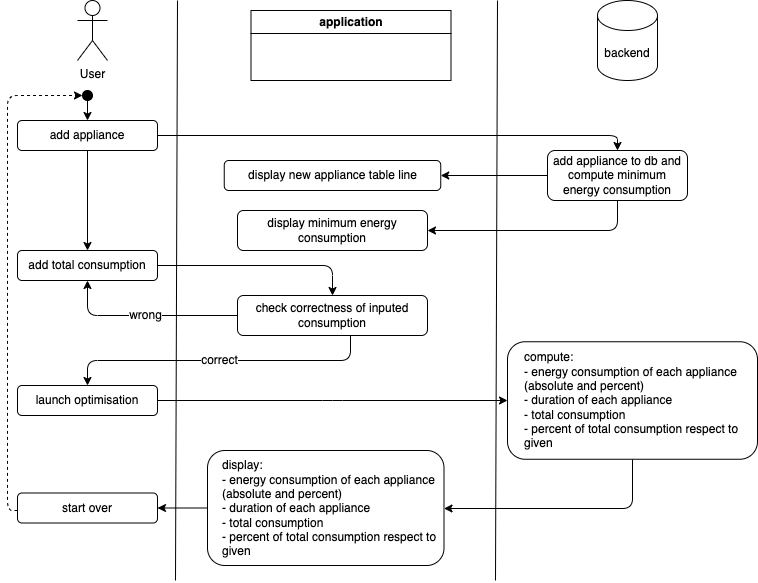 application
backend
User
add appliance
add appliance to db and
compute minimum
energy consumption
display new appliance table line
display minimum energy
consumption
add total consumption
check correctness of inputed
consumption
wrong
correct
launch optimisation
compute:
- energy consumption of each appliance
(absolute and percent)
- duration of each appliance
- total consumption
- percent of total consumption respect to
given
display:
- energy consumption of each appliance
(absolute and percent)
- duration of each appliance
- total consumption
- percent of total consumption respect to
given
start over